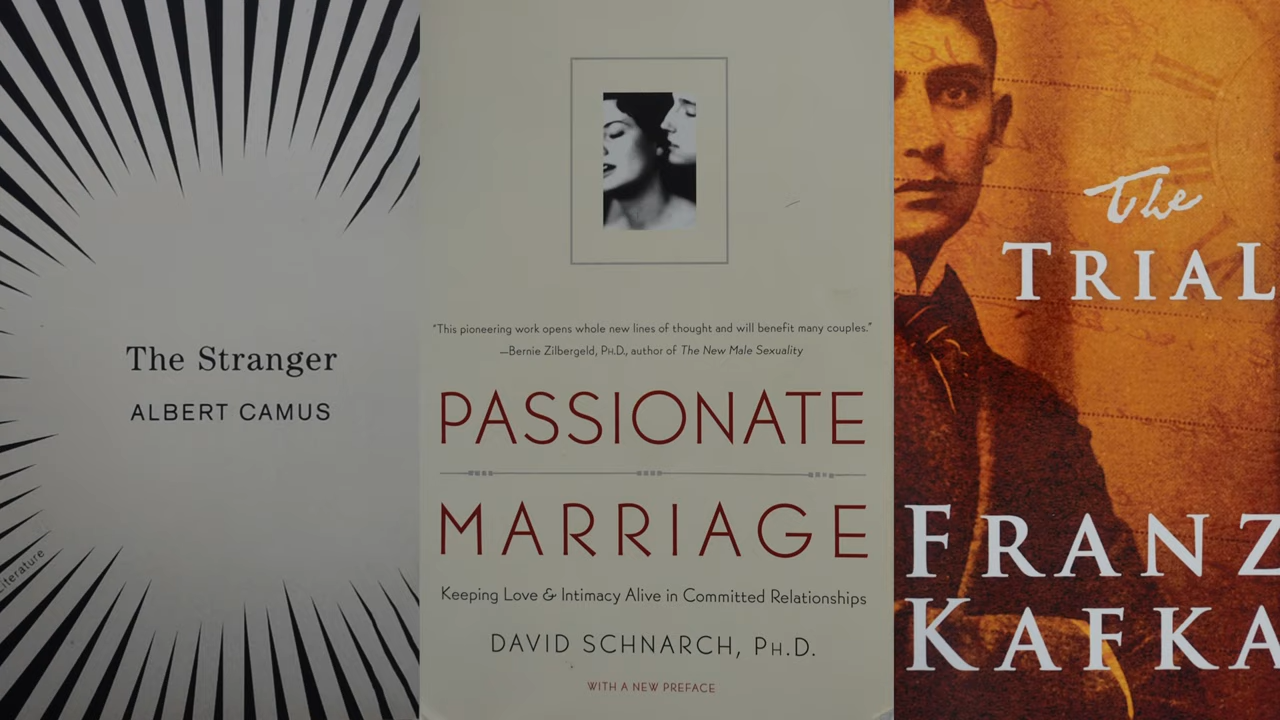 The Stranger
ALBERT CAMUS
Literature
"This pioneering work opens whole new lines of thought and will benefit many couples."
—Bernie Zilbergeld, PH.D., author of The New Male Sexuality
PASSIONATE
MARRIAGE
Keeping Love & Intimacy Alive in Committed Relationships
DAVID SCHNARCH, PH.D.
WITH A NEW PREFACE
The
TRIAL
FRANZ
KAFKA